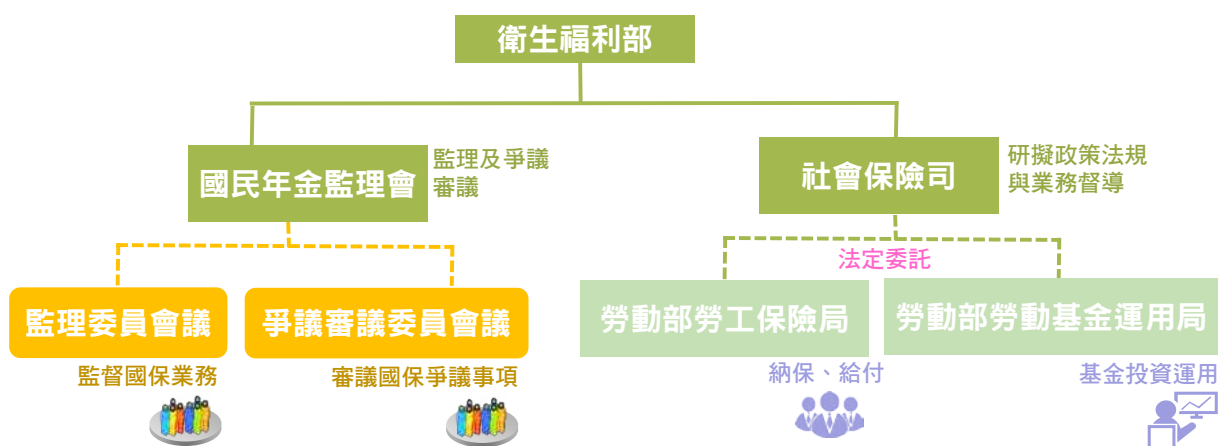 衛生福利部
國民年金監理會
監理及爭議
審議
社會保險司
研擬政策法規
與業務督導
法定委託
監理委員會議
爭議審議委員會議
勞動部勞工保險局
勞動部勞動基金運用局
監督國保業務
審議國保爭議事項
納保、給付
基金投資運用